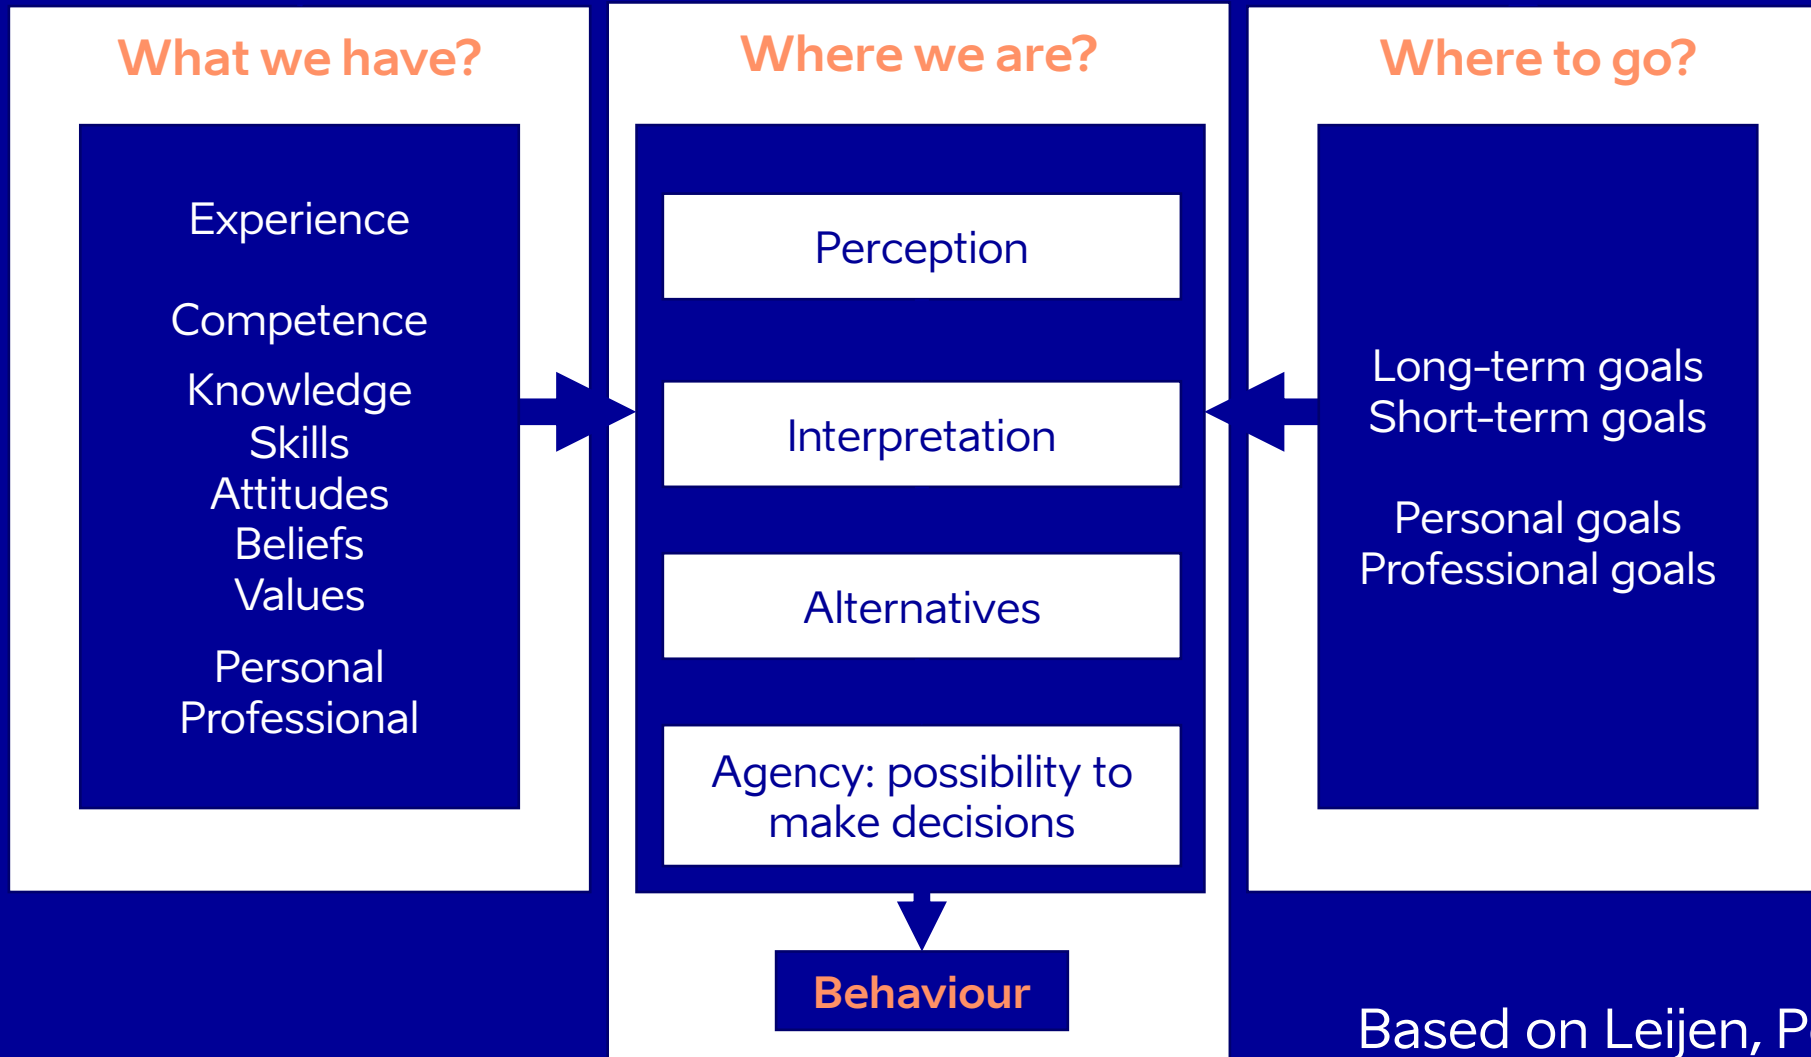 What we have?
Experience
Competence
Knowledge
Skills
Attitudes
Beliefs
Values
Personal
Professional
Where we are?
Perception
Interpretation
Alternatives
Agency: possibility to
make decisions
Behaviour
Where to go?
Long-term goals
Short-term goals
Personal goals
Professional goals
Based on Leijen,